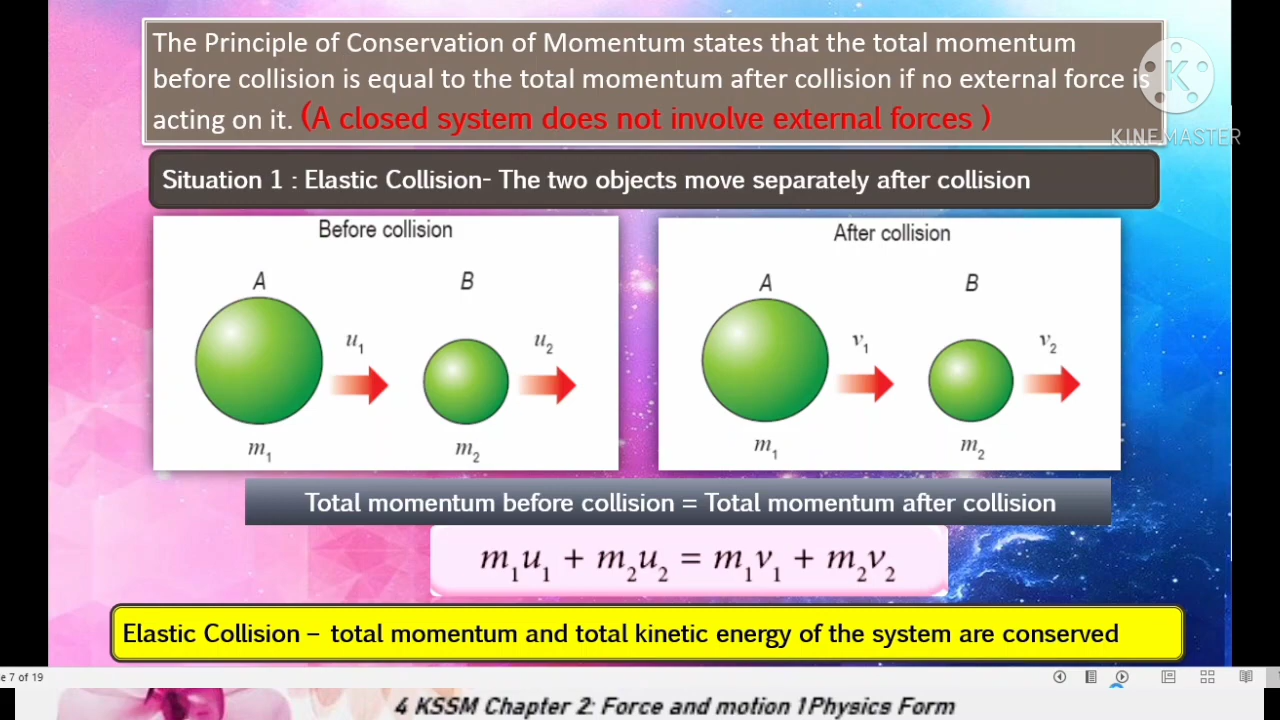 The Principle of Conservation of Momentum states that the total momentum
before collision is equal to the total momentum after collision if no external force is
acting on it. (A closed system does not involve external forces )
K
KINEMASTER
Situation 1 : Elastic Collision- The two objects move separately after collision
Before collision
A B
u₁ u₂
m₁ m₂
After collision
A B
v₁ v₂
m₁ m₂
Total momentum before collision = Total momentum after collision
m₁u₁ + m₂u₂ = m₁v₁ + m₂v₂
Elastic Collision – total momentum and total kinetic energy of the system are conserved
e 7 of 19
4 KSSM Chapter 2: Force and motion 1Physics Form